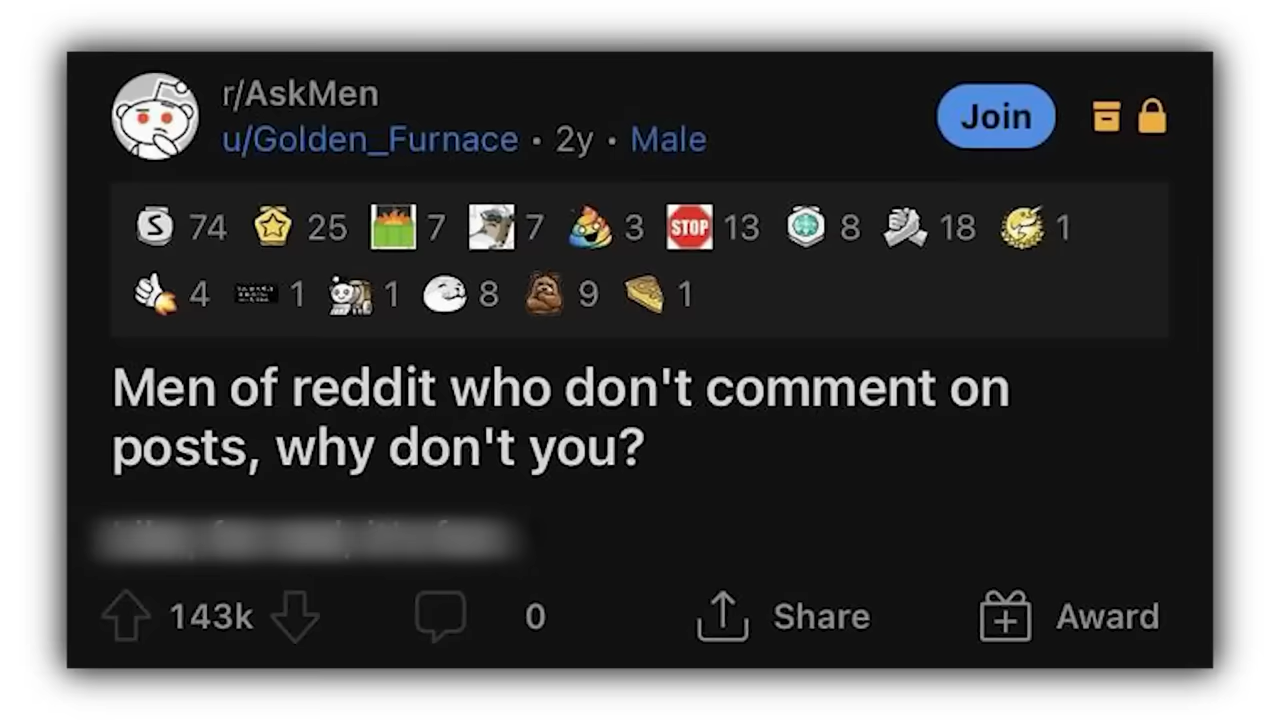 r/AskMen
u/Golden_Furnace • 2y • Male
Join
S 74 25 7 7 3 STOP 13 8 18 1
4 1 1 8 9 1
Men of reddit who don't comment on
posts, why don't you?
143k 0 Share Award